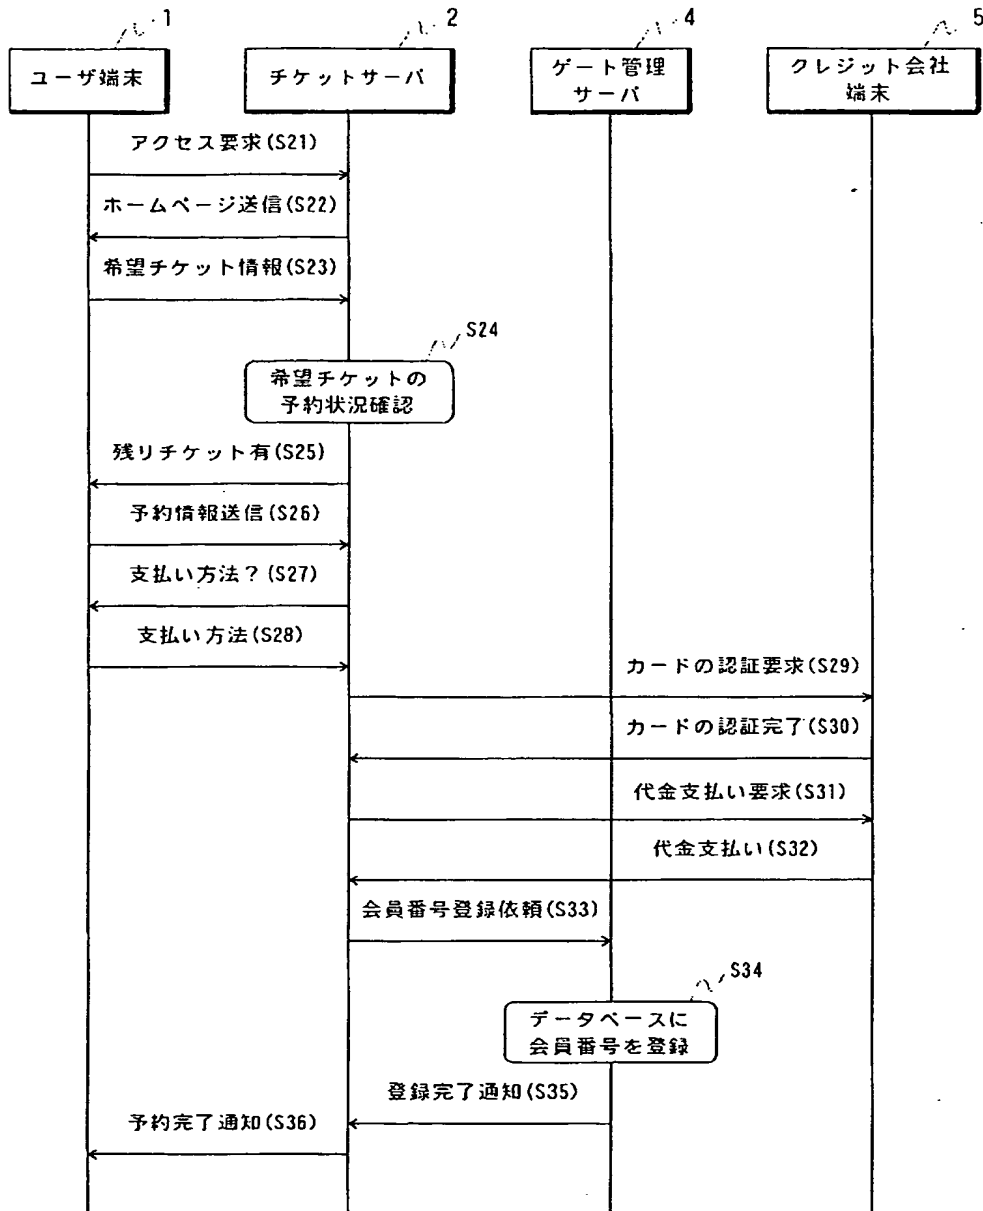 1
2
4
5
ユーザ端末
チケットサーバ
ゲート管理
サーバ
クレジット会社
端末
アクセス要求(S21)
ホームページ送信(S22)
希望チケット情報(S23)
S24
希望チケットの
予約状況確認
残りチケット有(S25)
予約情報送信(S26)
支払い方法?(S27)
支払い方法(S28)
カードの認証要求(S29)
カードの認証完了(S30)
代金支払い要求(S31)
代金支払い(S32)
会員番号登録依頼(S33)
S34
データベースに
会員番号を登録
登録完了通知(S35)
予約完了通知(S36)